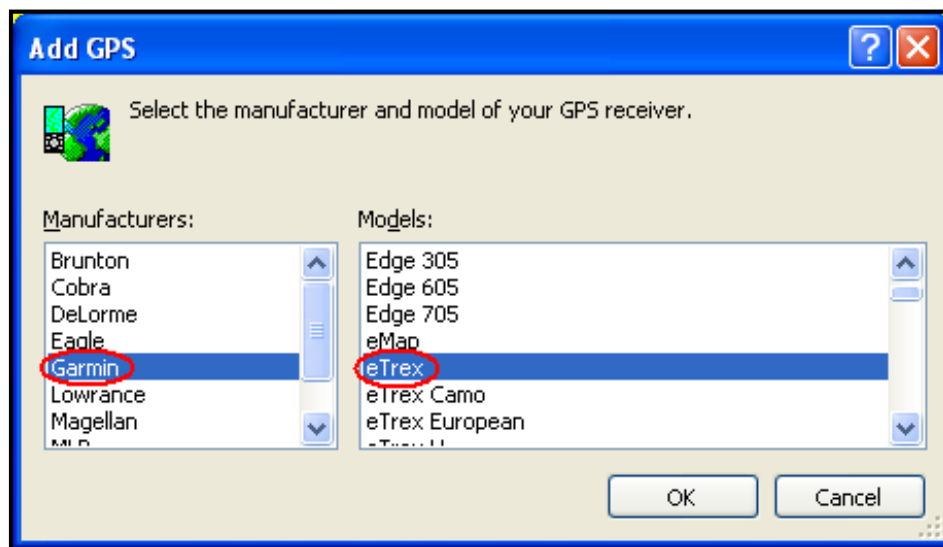 Add GPS
Select the manufacturer and model of your GPS receiver.
Manufacturers:
Brunton
Cobra
DeLorme
Eagle
Garmin
Lowrance
Magellan
Models:
Edge 305
Edge 605
Edge 705
eMap
eTrex
eTrex Camo
eTrex European
OK
Cancel